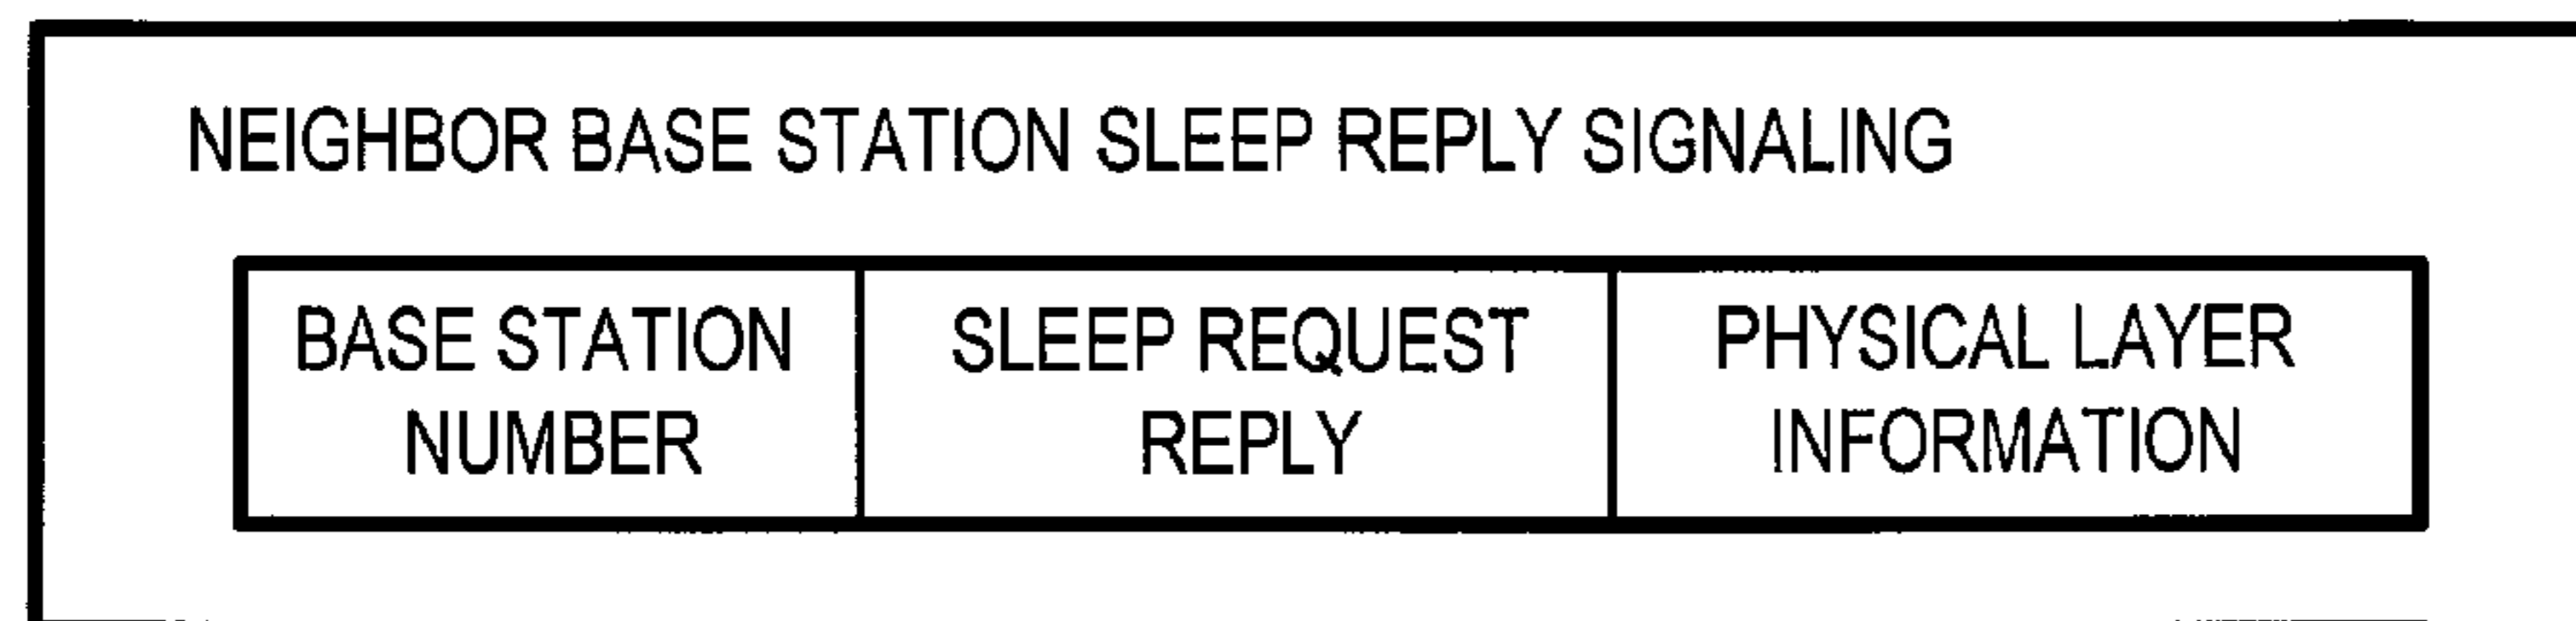 NEIGHBOR BASE STATION SLEEP REPLY SIGNALING
BASE STATION
NUMBER
SLEEP REQUEST
REPLY
PHYSICAL LAYER
INFORMATION